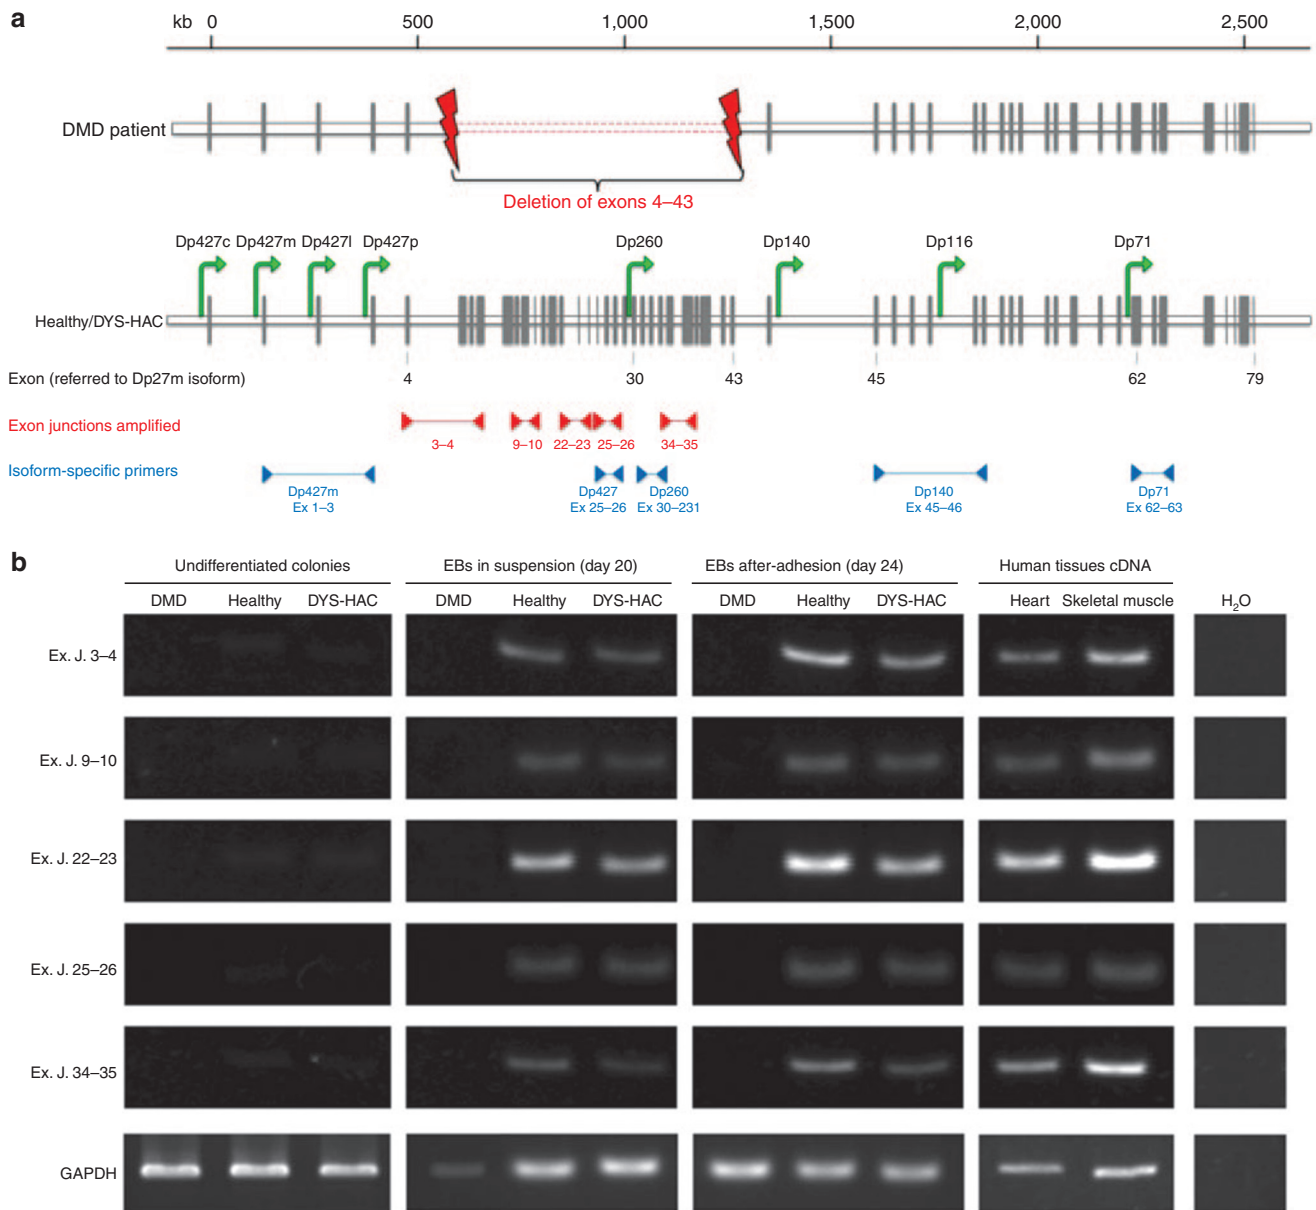 a
kb 0 500 1,000 1,500 2,000 2,500
DMD patient
Deletion of exons 4–43
Dp427c Dp427m Dp427l Dp427p Dp260 Dp140 Dp116 Dp71
Healthy/DYS-HAC
Exon (referred to Dp27m isoform) 4 30 43 45 62 79
Exon junctions amplified
3–4 9–10 22–23 25–26 34–35
Isoform-specific primers
Dp427m Dp427 Dp260 Dp140 Dp71
Ex 1–3 Ex 25–26 Ex 30–231 Ex 45–46 Ex 62–63
b
Undifferentiated colonies EBs in suspension (day 20) EBs after-adhesion (day 24) Human tissues cDNA
DMD Healthy DYS-HAC DMD Healthy DYS-HAC DMD Healthy DYS-HAC Heart Skeletal muscle H₂O
Ex. J. 3–4
Ex. J. 9–10
Ex. J. 22–23
Ex. J. 25–26
Ex. J. 34–35
GAPDH